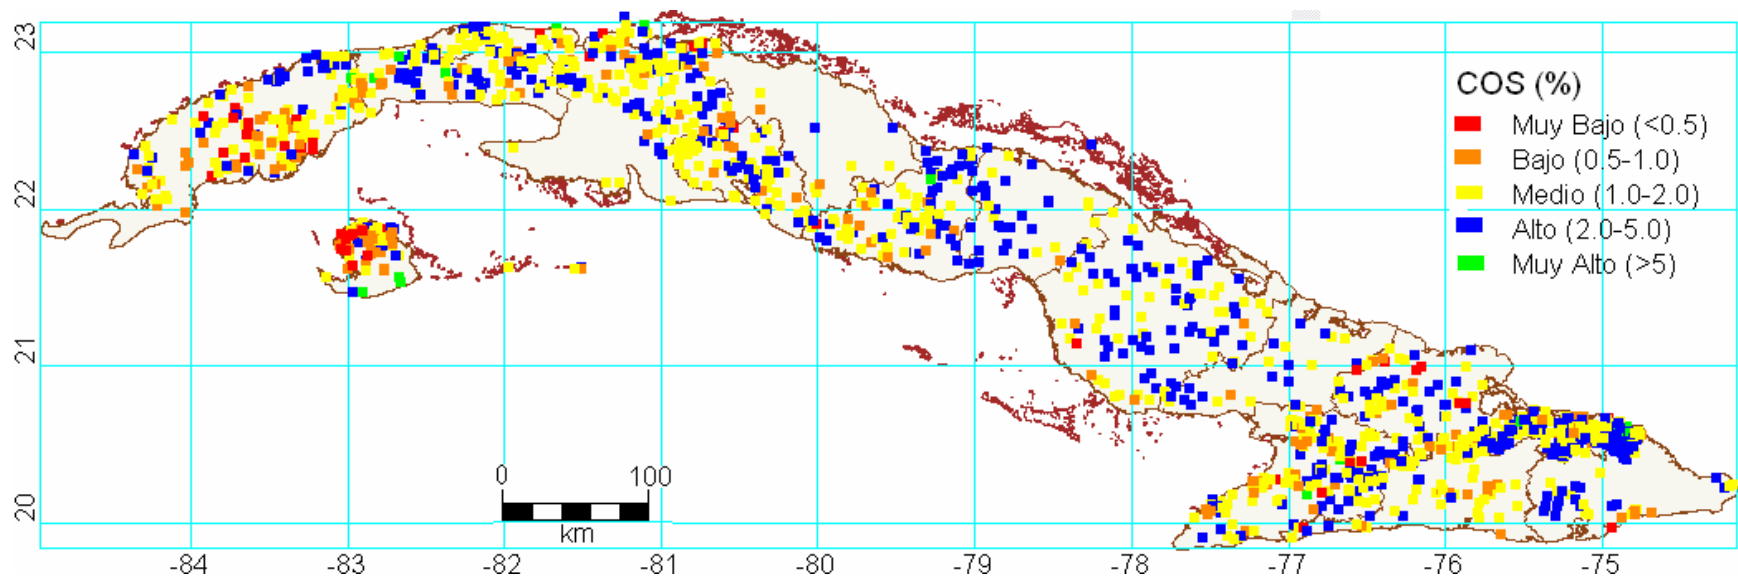 23
22
21
20
COS (%)
Muy Bajo (<0.5)
Bajo (0.5-1.0)
Medio (1.0-2.0)
Alto (2.0-5.0)
Muy Alto (>5)
0 100
km
-84 -83 -82 -81 -80 -79 -78 -77 -76 -75